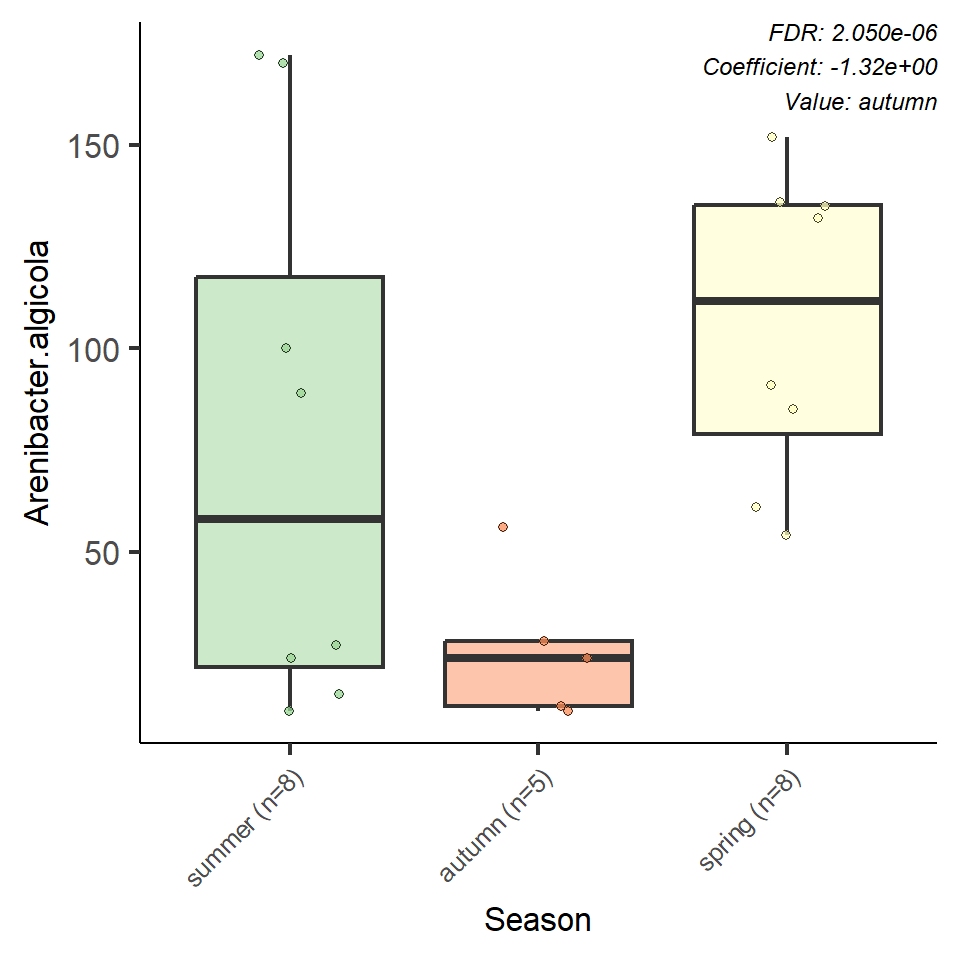 FDR: 2.050e-06
Coefficient: -1.32e+00
Value: autumn
150
100
50
Arenibacter.algicola
summer (n=8)
autumn (n=5)
spring (n=8)
Season